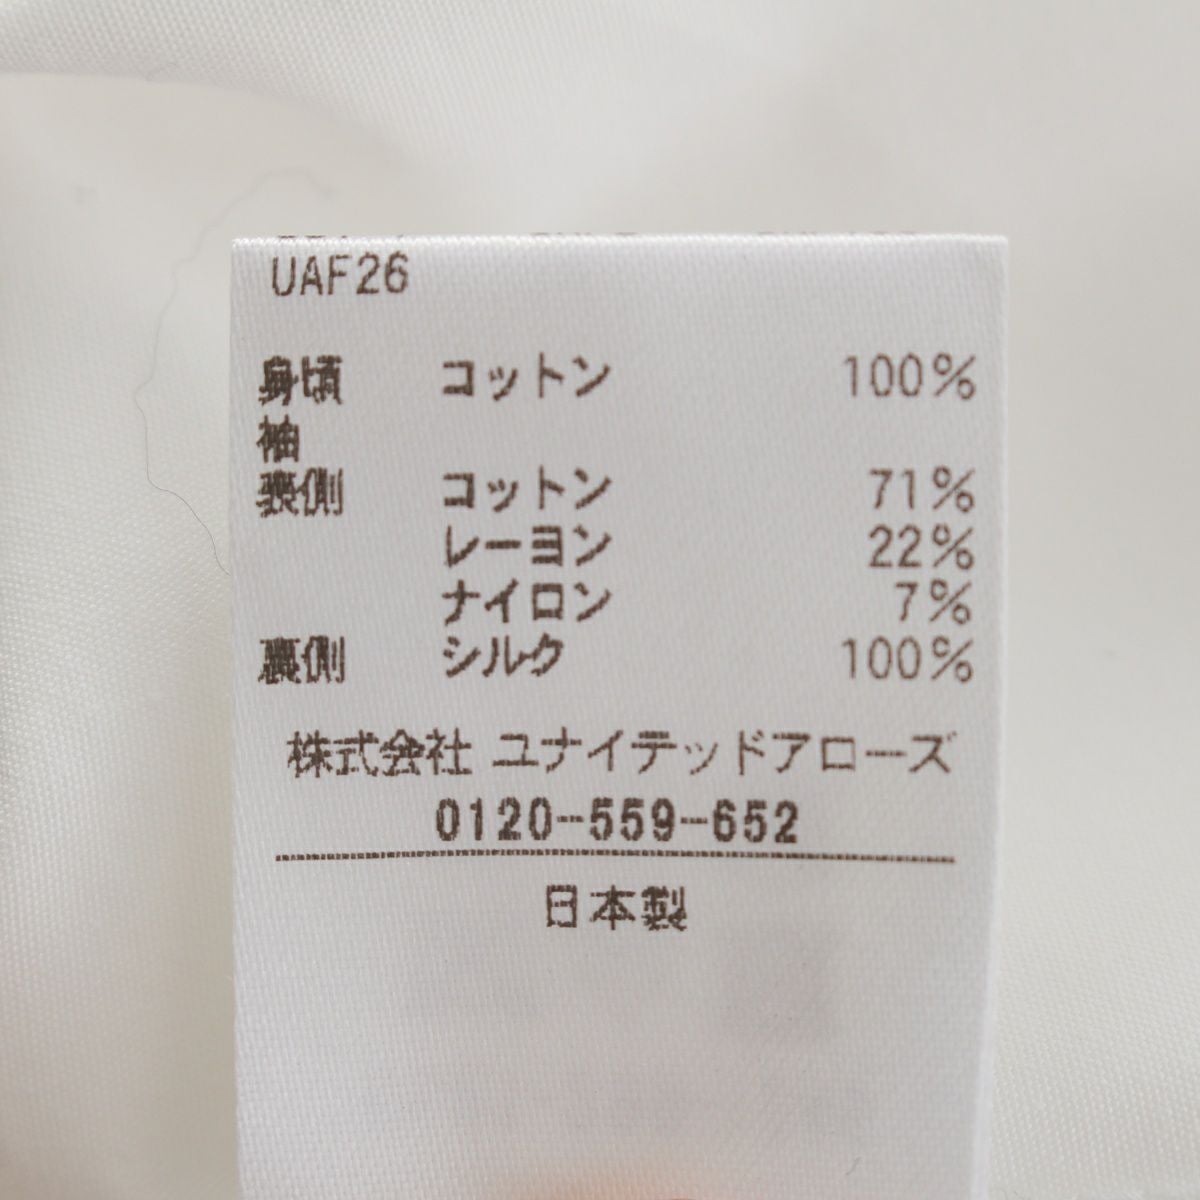 UAF26
身頃 コットン 100%
袖
表側 コットン 71%
レーヨン 22%
ナイロン 7%
裏側 シルク 100%
株式会社 ユナイテッドアローズ
0120-559-652
日本製